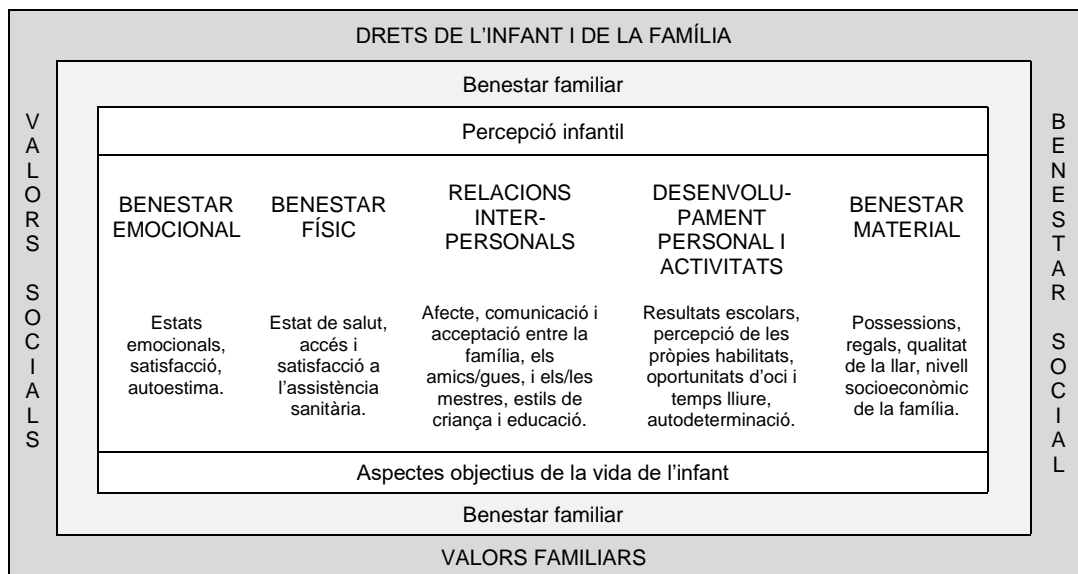 DRETS DE L'INFANT I DE LA FAMÍLIA
Benestar familiar
VALORS SOCIALS
Percepció infantil
BENESTAR
EMOCIONAL
Estats
emocionals,
satisfacció,
autoestima.
BENESTAR
FÍSIC
Estat de salut,
accés i
satisfacció a
l'assistència
sanitària.
RELACIONS
INTER-
PERSONALS
Afecte, comunicació i
acceptació entre la
família, els
amics/gues, i els/les
mestres, estils de
criança i educació.
DESENVOLU-
PAMENT
PERSONAL I
ACTIVITATS
Resultats escolars,
percepció de les
pròpies habilitats,
oportunitats d'oci i
temps lliure,
autodeterminació.
BENESTAR
MATERIAL
Possessions,
regals, qualitat
de la llar, nivell
socioeconòmic
de la família.
BENESTAR SOCIAL
Aspectes objectius de la vida de l'infant
Benestar familiar
VALORS FAMILIARS